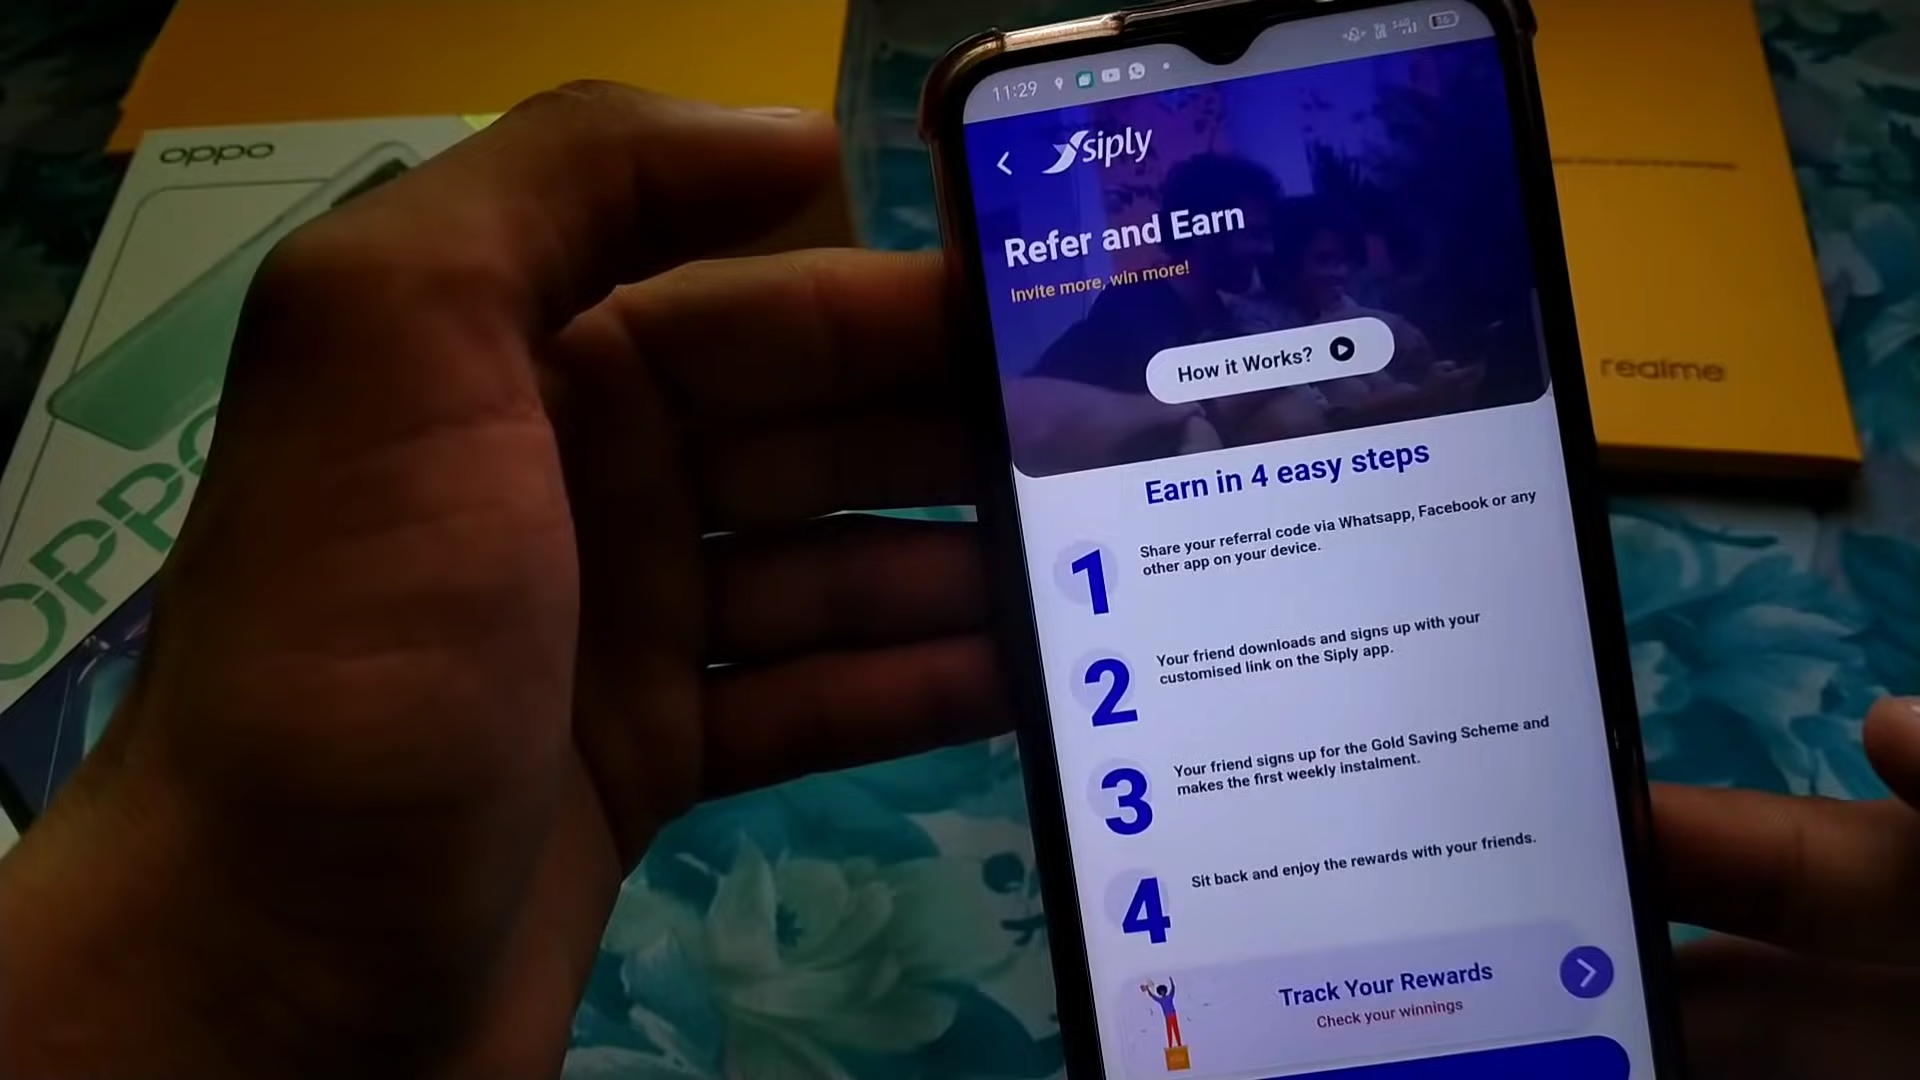 oppo
OPPO
realme
11:29
siply
Refer and Earn
Invite more, win more!
How it Works?
Earn in 4 easy steps
1
Share your referral code via Whatsapp, Facebook or any
other app on your device.
2
Your friend downloads and signs up with your
customised link on the Siply app.
3
Your friend signs up for the Gold Saving Scheme and
makes the first weekly instalment.
4
Sit back and enjoy the rewards with your friends.
Track Your Rewards
Check your winnings